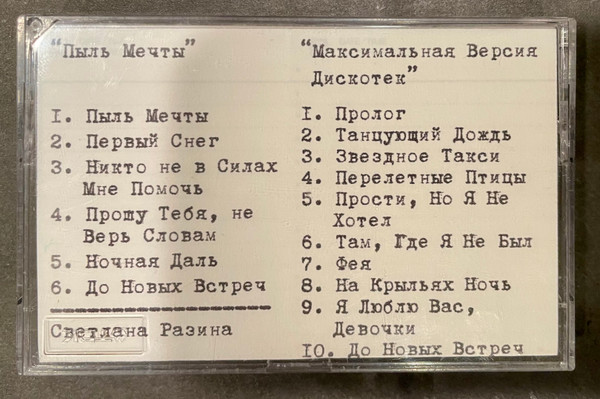 "Пыль Мечты"
I. Пыль Мечты
2. Первый Снег
3. Никто не в Силах
Мне Помочь
4. Прошу Тебя, не
Верь Словам
5. Ночная Даль
6. До Новых Встреч
--------------------
Светлана Разина
"Максимальная Версия
Дискотек"
I. Пролог
2. Танцующий Дождь
3. Звездное Такси
4. Перелетные Птицы
5. Прости, Но Я Не
Хотел
6. Там, Где Я Не Был
7. Фея
8. На Крыльях Ночь
9. Я Люблю Вас,
Девочки
IO. До Новых Встреч